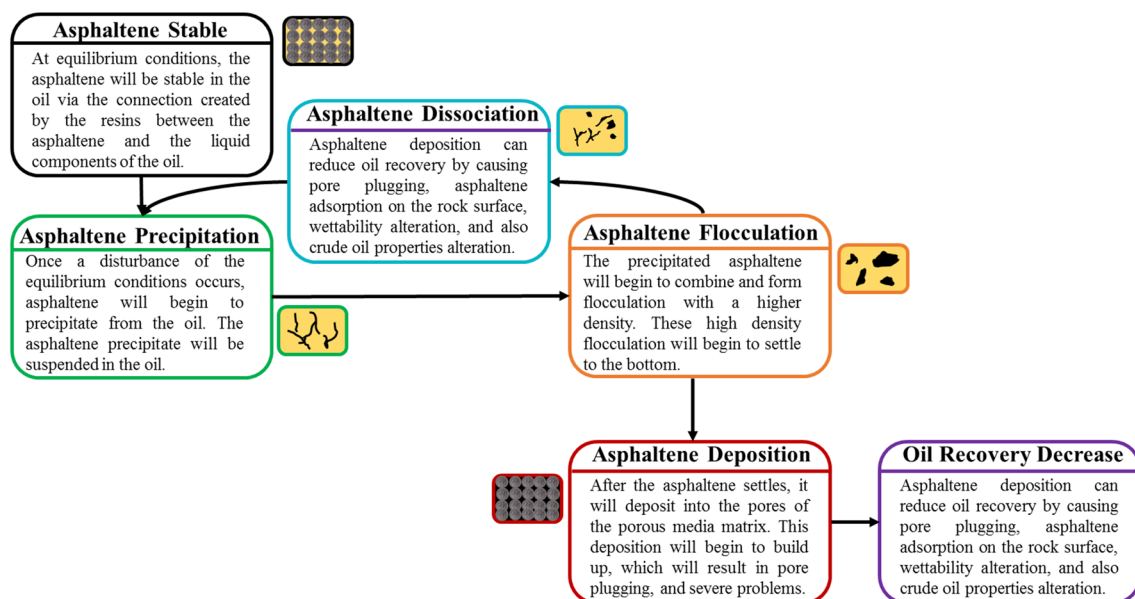 Asphaltene Stable
At equilibrium conditions, the
asphaltene will be stable in the
oil via the connection created
by the resins between the
asphaltene and the liquid
components of the oil.
Asphaltene Dissociation
Asphaltene deposition can
reduce oil recovery by causing
pore plugging, asphaltene
adsorption on the rock surface,
wettability alteration, and also
crude oil properties alteration.
Asphaltene Precipitation
Once a disturbance of the
equilibrium conditions occurs,
asphaltene will begin to
precipitate from the oil. The
asphaltene precipitate will be
suspended in the oil.
Asphaltene Flocculation
The precipitated asphaltene
will begin to combine and form
flocculation with a higher
density. These high density
flocculation will begin to settle
to the bottom.
Asphaltene Deposition
After the asphaltene settles, it
will deposit into the pores of
the porous media matrix. This
deposition will begin to build
up, which will result in pore
plugging, and severe problems.
Oil Recovery Decrease
Asphaltene deposition can
reduce oil recovery by causing
pore plugging, asphaltene
adsorption on the rock surface,
wettability alteration, and also
crude oil properties alteration.